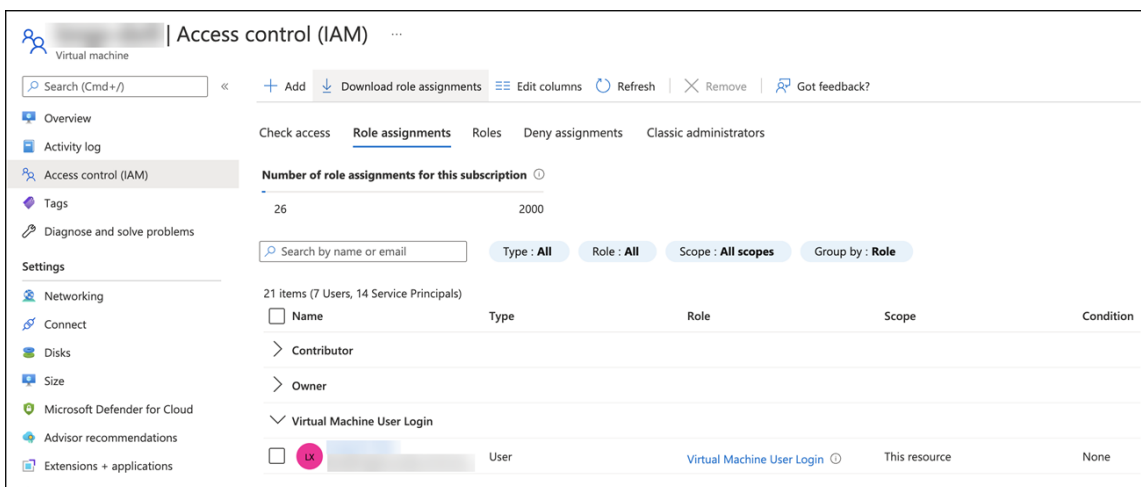 | Access control (IAM) ...
Virtual machine
Search (Cmd+/) «
Overview
Activity log
Access control (IAM)
Tags
Diagnose and solve problems
Settings
Networking
Connect
Disks
Size
Microsoft Defender for Cloud
Advisor recommendations
Extensions + applications
Add Download role assignments Edit columns Refresh Remove Got feedback?
Check access Role assignments Roles Deny assignments Classic administrators
Number of role assignments for this subscription
26 2000
Search by name or email Type : All Role : All Scope : All scopes Group by : Role
21 items (7 Users, 14 Service Principals)
Name Type Role Scope Condition
Contributor
Owner
Virtual Machine User Login
LX User Virtual Machine User Login This resource None